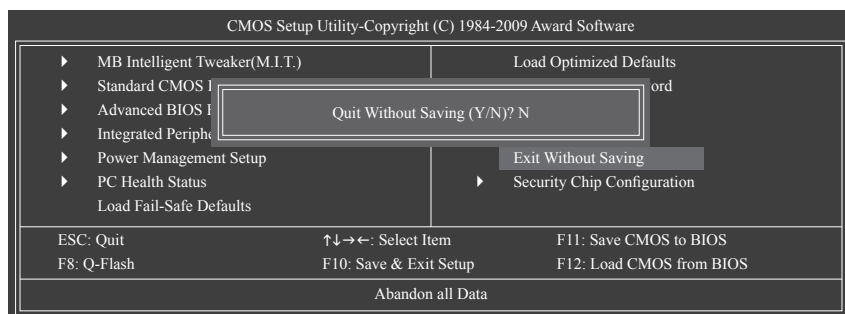 CMOS Setup Utility-Copyright (C) 1984-2009 Award Software
MB Intelligent Tweaker(M.I.T.)
Standard CMOS
Advanced BIOS
Integrated
Power Management Setup
PC Health Status
Load Fail-Safe Defaults
Load Optimized Defaults
Quit Without Saving (Y/N)? N
Exit Without Saving
Security Chip Configuration
ESC: Quit ↑↓→←: Select Item F11: Save CMOS to BIOS
F8: Q-Flash F10: Save & Exit Setup F12: Load CMOS from BIOS
Abandon all Data